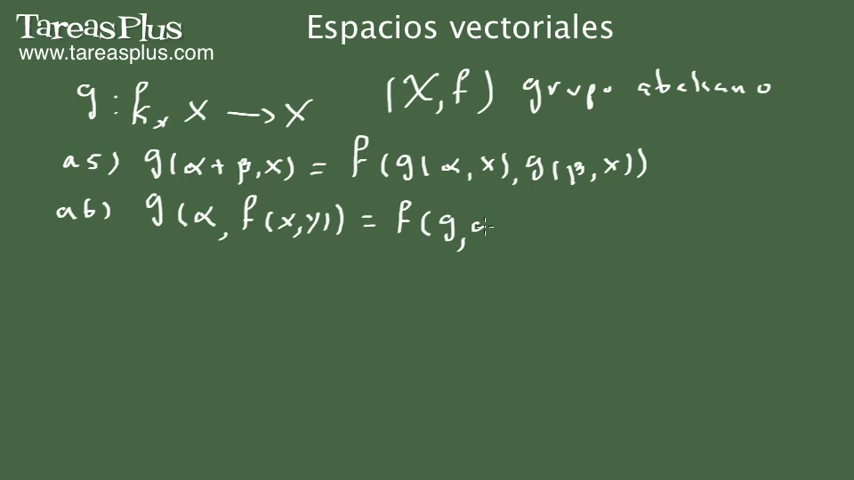 TareasPlus
www.tareasplus.com
Espacios vectoriales
g : k x X → X (X, f) grupo abeliano
a5) g(α + β, x) = f(g(α, x), g(β, x))
a6) g(α, f(x, y)) = f(g, α